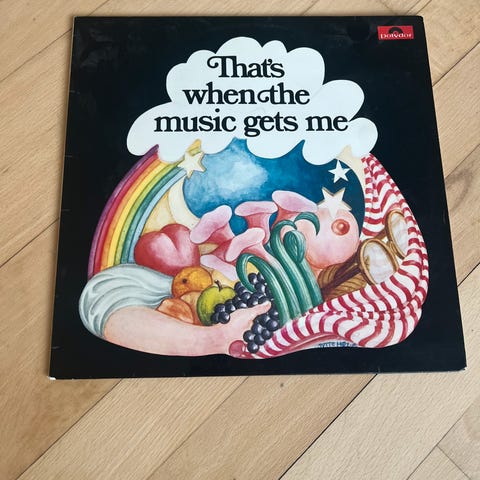 Polydor
That's
when the
music gets me